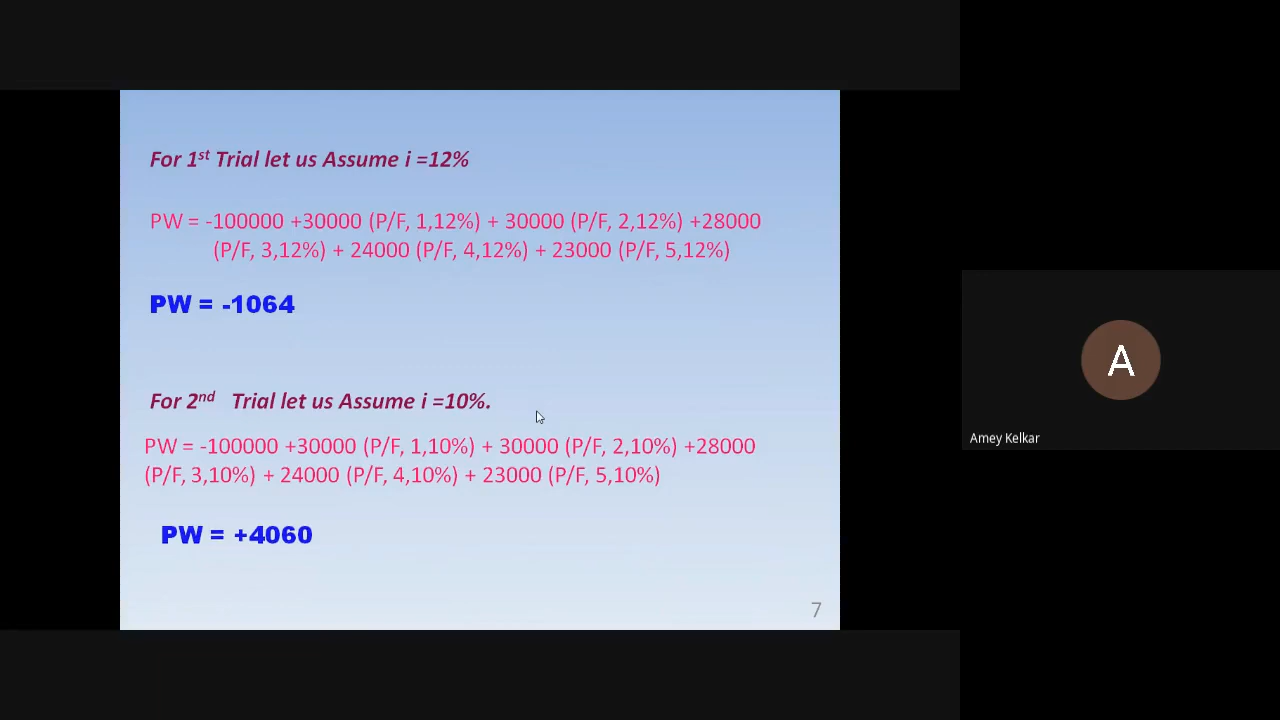 For 1st Trial let us Assume i =12%
PW = -100000 +30000 (P/F, 1,12%) + 30000 (P/F, 2,12%) +28000
(P/F, 3,12%) + 24000 (P/F, 4,12%) + 23000 (P/F, 5,12%)
PW = -1064
For 2nd Trial let us Assume i =10%.
PW = -100000 +30000 (P/F, 1,10%) + 30000 (P/F, 2,10%) +28000
(P/F, 3,10%) + 24000 (P/F, 4,10%) + 23000 (P/F, 5,10%)
PW = +4060
7
A
Amey Kelkar